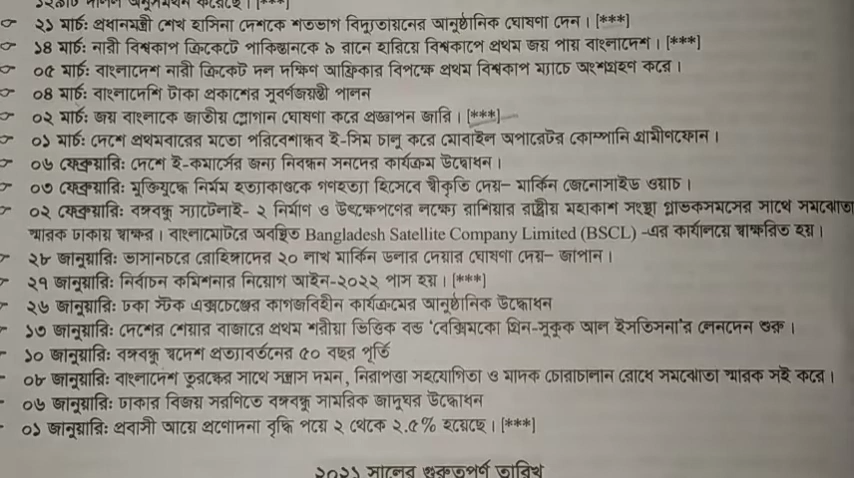 ২১ মার্চ: প্রধানমন্ত্রী শেখ হাসিনা দেশকে শতভাগ বিদ্যুতায়নের আনুষ্ঠানিক ঘোষণা দেন। [***]
১৪ মার্চ: নারী বিশ্বকাপ ক্রিকেটে পাকিস্তানকে ৯ রানে হারিয়ে বিশ্বকাপে প্রথম জয় পায় বাংলাদেশ। [***]
০৫ মার্চ: বাংলাদেশ নারী ক্রিকেট দল দক্ষিণ আফ্রিকার বিপক্ষে প্রথম বিশ্বকাপ ম্যাচে অংশগ্রহণ করে।
০৪ মার্চ: বাংলাদেশি টাকা প্রকাশের সুবর্ণজয়ন্তী পালন
০২ মার্চ: জয় বাংলাকে জাতীয় স্লোগান ঘোষণা করে প্রজ্ঞাপন জারি। [***]
০১ মার্চ: দেশে প্রথমবারের মতো পরিবেশবান্ধব ই-সিম চালু করে মোবাইল অপারেটর কোম্পানি গ্রামীণফোন।
০৬ ফেব্রুয়ারি: দেশে ই-কমার্সের জন্য নিবন্ধন সনদের কার্যক্রম উদ্বোধন।
০৩ ফেব্রুয়ারি: মুক্তিযুদ্ধে নির্মম হত্যাকাণ্ডকে গণহত্যা হিসেবে স্বীকৃতি দেয়– মার্কিন জেনোসাইড ওয়াচ।
০২ ফেব্রুয়ারি: বঙ্গবন্ধু স্যাটেলাইট- ২ নির্মাণ ও উৎক্ষেপণের লক্ষ্যে রাশিয়ার রাষ্ট্রীয় মহাকাশ সংস্থা গ্লাভকসমসের সাথে সমঝোতা
স্মারক ঢাকায় স্বাক্ষর। বাংলামোটরে অবস্থিত Bangladesh Satellite Company Limited (BSCL) –এর কার্যালয়ে স্বাক্ষরিত হয়।
২৮ জানুয়ারি: ভাসানচরে রোহিঙ্গাদের ২০ লাখ মার্কিন ডলার দেয়ার ঘোষণা দেয়– জাপান।
২৭ জানুয়ারি: নির্বাচন কমিশনার নিয়োগ আইন-২০২২ পাস হয়। [***]
২৬ জানুয়ারি: ঢাকা স্টক এক্সচেঞ্জের কাগজবিহীন কার্যক্রমের আনুষ্ঠানিক উদ্বোধন
১৩ জানুয়ারি: দেশের শেয়ার বাজারে প্রথম শরীয়া ভিত্তিক বন্ড 'বেক্সিমকো গ্রিন-সুকুক আল ইসতিসনা'র লেনদেন শুরু।
১০ জানুয়ারি: বঙ্গবন্ধু স্বদেশ প্রত্যাবর্তনের ৫০ বছর পূর্তি
০৮ জানুয়ারি: বাংলাদেশ তুরস্কের সাথে সন্ত্রাস দমন, নিরাপত্তা সহযোগিতা ও মাদক চোরাচালান রোধে সমঝোতা স্মারক সই করে।
০৬ জানুয়ারি: ঢাকার বিজয় সরণিতে বঙ্গবন্ধু সামরিক জাদুঘর উদ্বোধন
০১ জানুয়ারি: প্রবাসী আয়ে প্রণোদনা বৃদ্ধি পেয়ে ২ থেকে ২.৫% হয়েছে। [***]
২০২১ সালের গুরুত্বপূর্ণ তারিখ